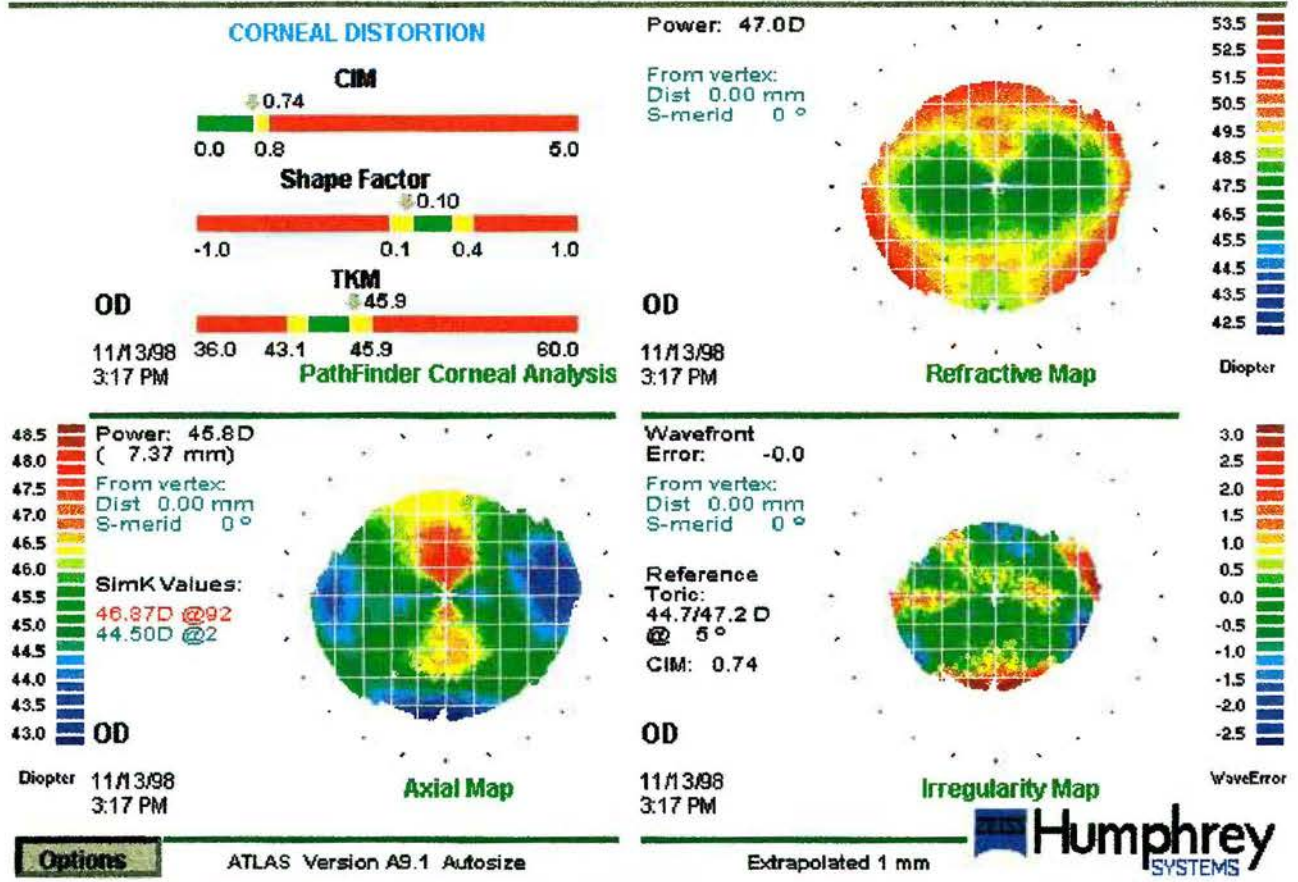 CORNEAL DISTORTION
CIM
0.74
0.0 0.8 5.0
Shape Factor
0.10
-1.0 0.1 0.4 1.0
TKM
45.9
OD
36.0 43.1 45.9 60.0
11/13/98
3:17 PM
PathFinder Corneal Analysis
Power: 47.0D
From vertex:
Dist 0.00 mm
S-merid 0 °
OD
11/13/98
3:17 PM
Refractive Map
53.5
52.5
51.5
50.5
49.5
48.5
47.5
46.5
45.5
44.5
43.5
42.5
Diopter
48.5
48.0
47.5
47.0
46.5
46.0
45.5
45.0
44.5
44.0
43.5
43.0
Diopter
Power: 45.8D
( 7.37 mm)
From vertex:
Dist 0.00 mm
S-merid 0 °
SimK Values:
46.87D @92
44.50D @2
OD
11/13/98
3:17 PM
Axial Map
Wavefront
Error: -0.0
From vertex:
Dist 0.00 mm
S-merid 0 °
Reference
Toric:
44.7/47.2 D
@ 5 °
CIM: 0.74
OD
11/13/98
3:17 PM
Irregularity Map
3.0
2.5
2.0
1.5
1.0
0.5
0.0
-0.5
-1.0
-1.5
-2.0
-2.5
WaveError
Options
ATLAS Version A9.1 Autosize
Extrapolated 1 mm
ZEISS Humphrey
SYSTEMS